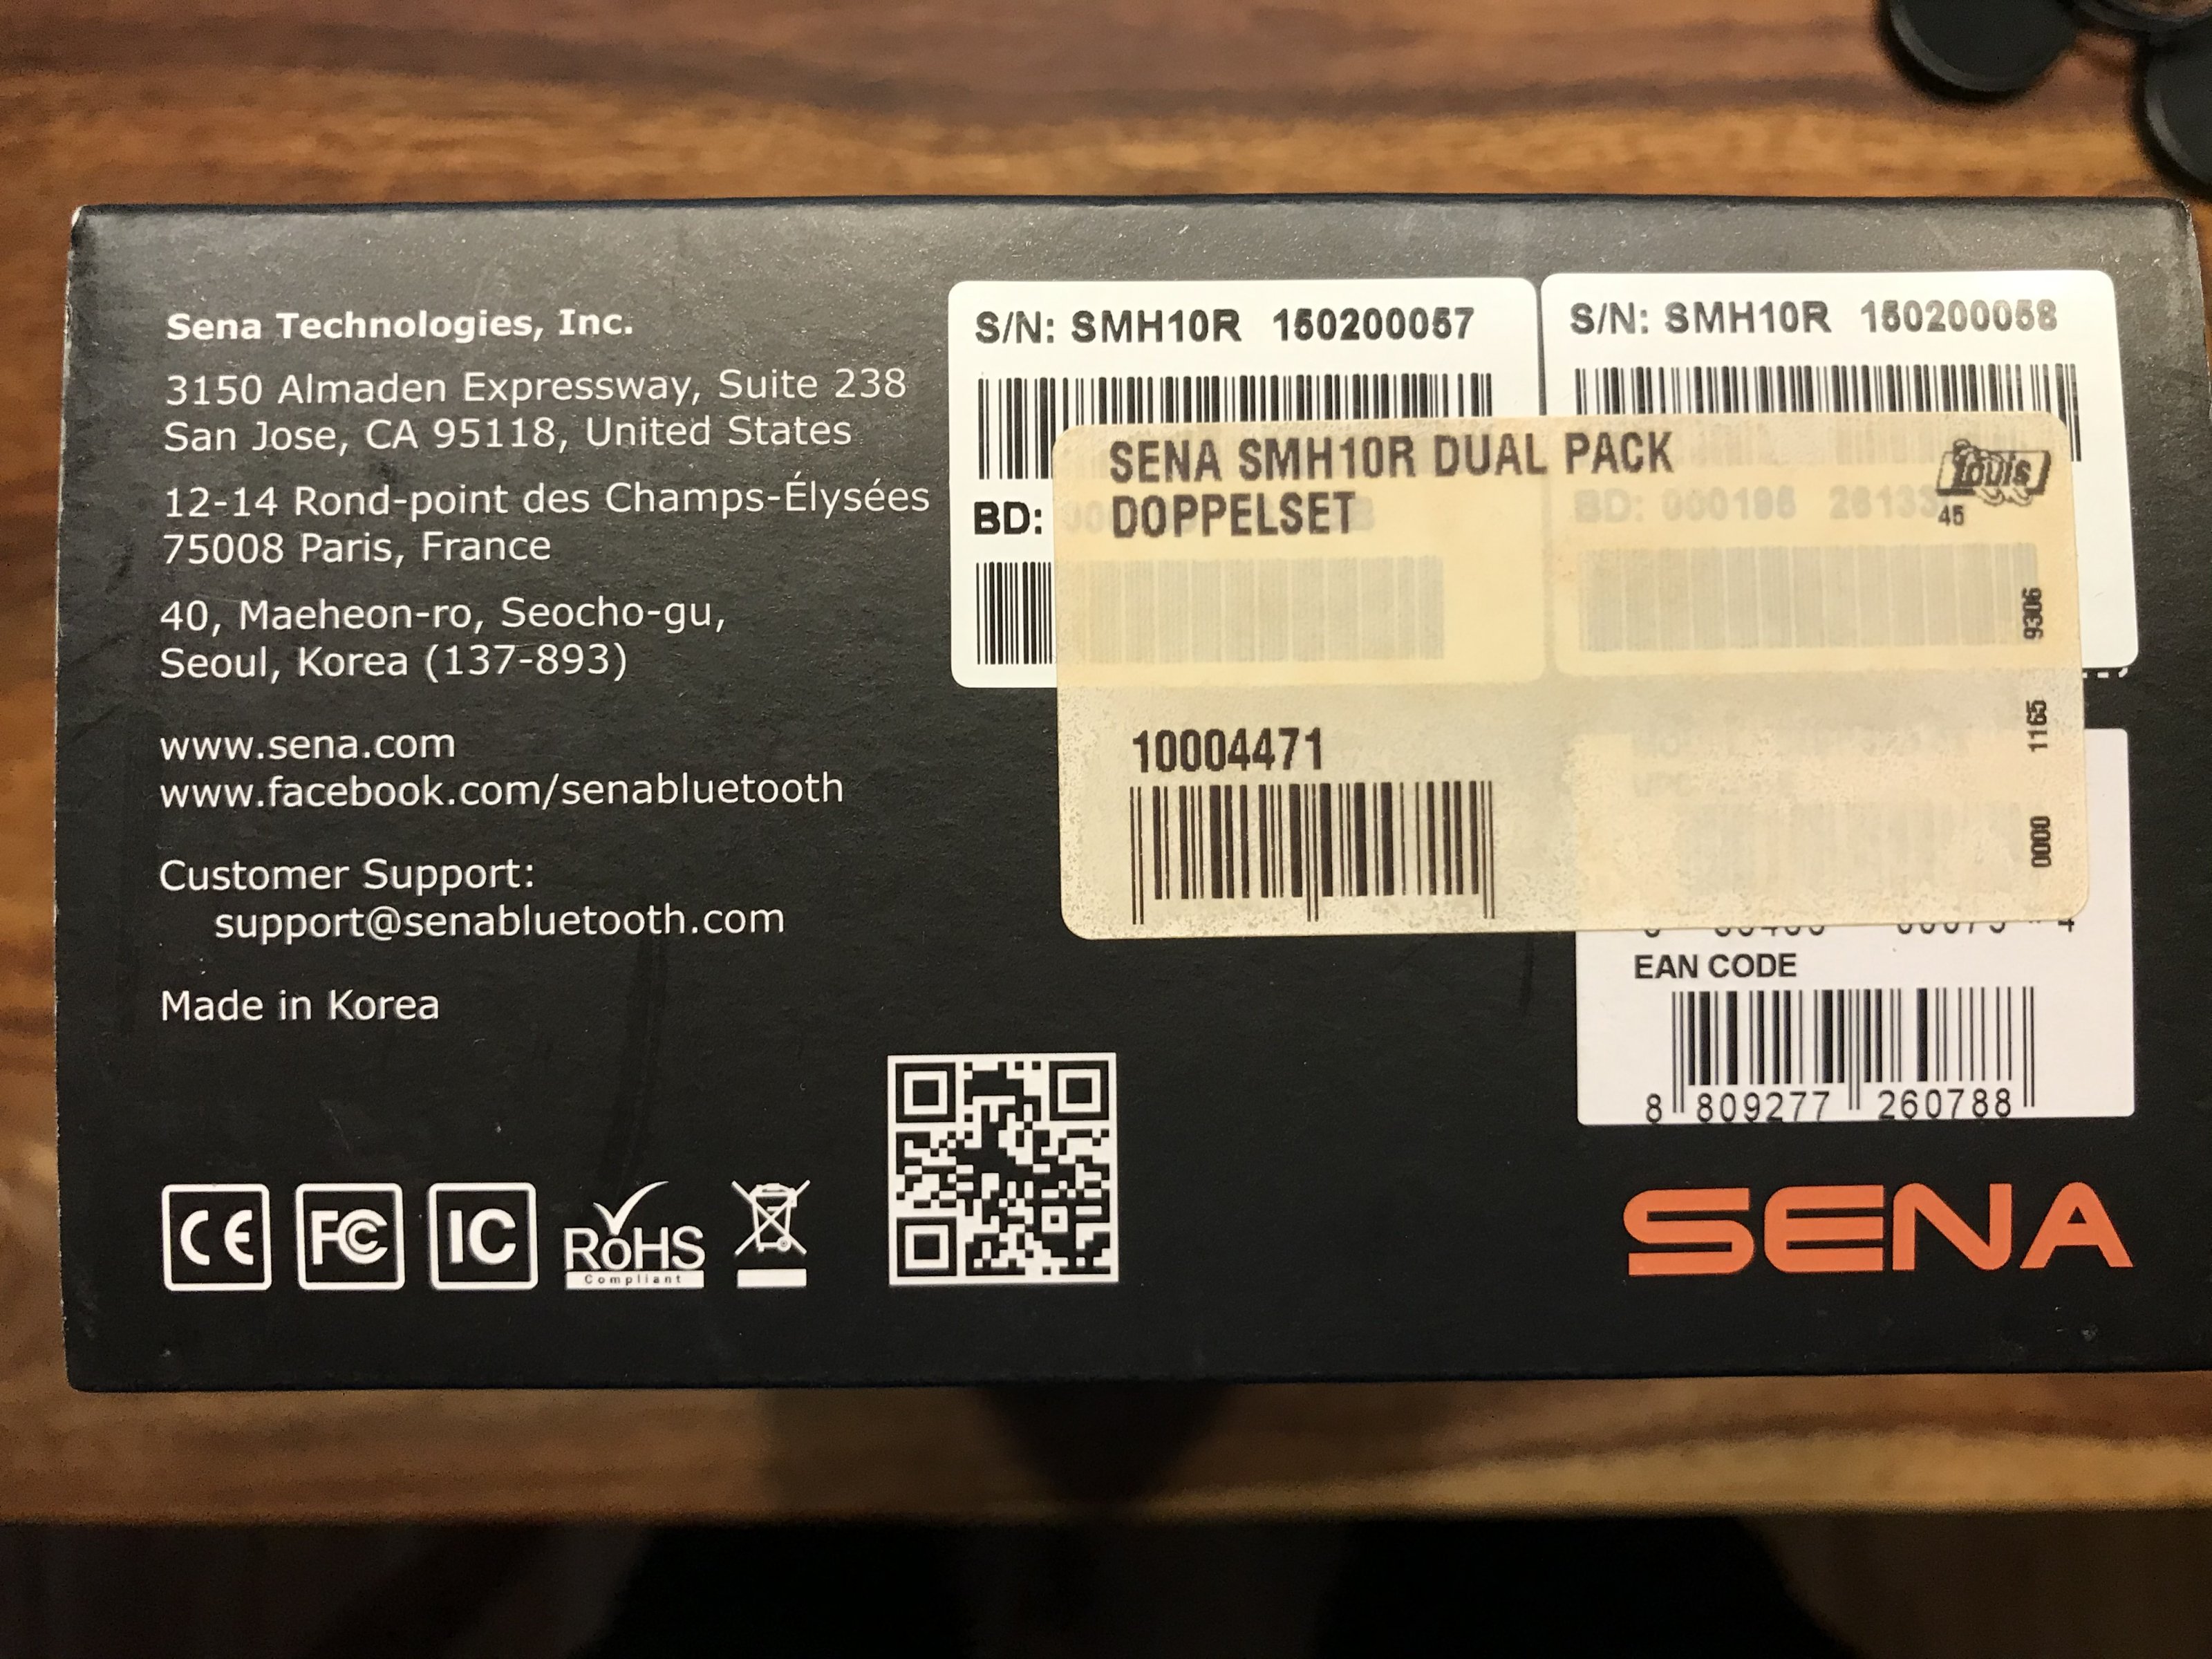 Sena Technologies, Inc.
3150 Almaden Expressway, Suite 238
San Jose, CA 95118, United States
12-14 Rond-point des Champs-Élysées
75008 Paris, France
40, Maeheon-ro, Seocho-gu,
Seoul, Korea (137-893)
www.sena.com
www.facebook.com/senabluetooth
Customer Support:
support@senabluetooth.com
Made in Korea
CE
FC
IC
RoHS
Compliant
S/N: SMH10R 150200057
BD:
S/N: SMH10R 150200058
BD: 000195
SENA SMH10R DUAL PACK
DOPPELSET
Louis
45
9306
1165
0000
10004471
EAN CODE
8 809277 260788
SENA